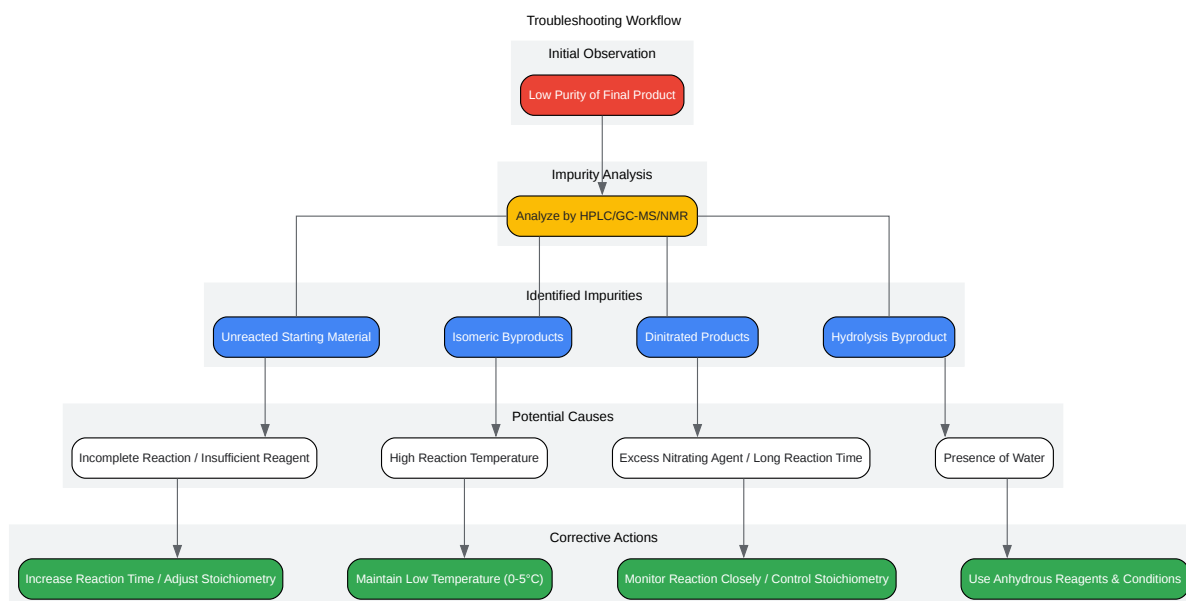 Troubleshooting Workflow
Initial Observation
Low Purity of Final Product
Impurity Analysis
Analyze by HPLC/GC-MS/NMR
Identified Impurities
Unreacted Starting Material
Isomeric Byproducts
Dinitrated Products
Hydrolysis Byproduct
Potential Causes
Incomplete Reaction / Insufficient Reagent
High Reaction Temperature
Excess Nitrating Agent / Long Reaction Time
Presence of Water
Corrective Actions
Increase Reaction Time / Adjust Stoichiometry
Maintain Low Temperature (0-5°C)
Monitor Reaction Closely / Control Stoichiometry
Use Anhydrous Reagents & Conditions